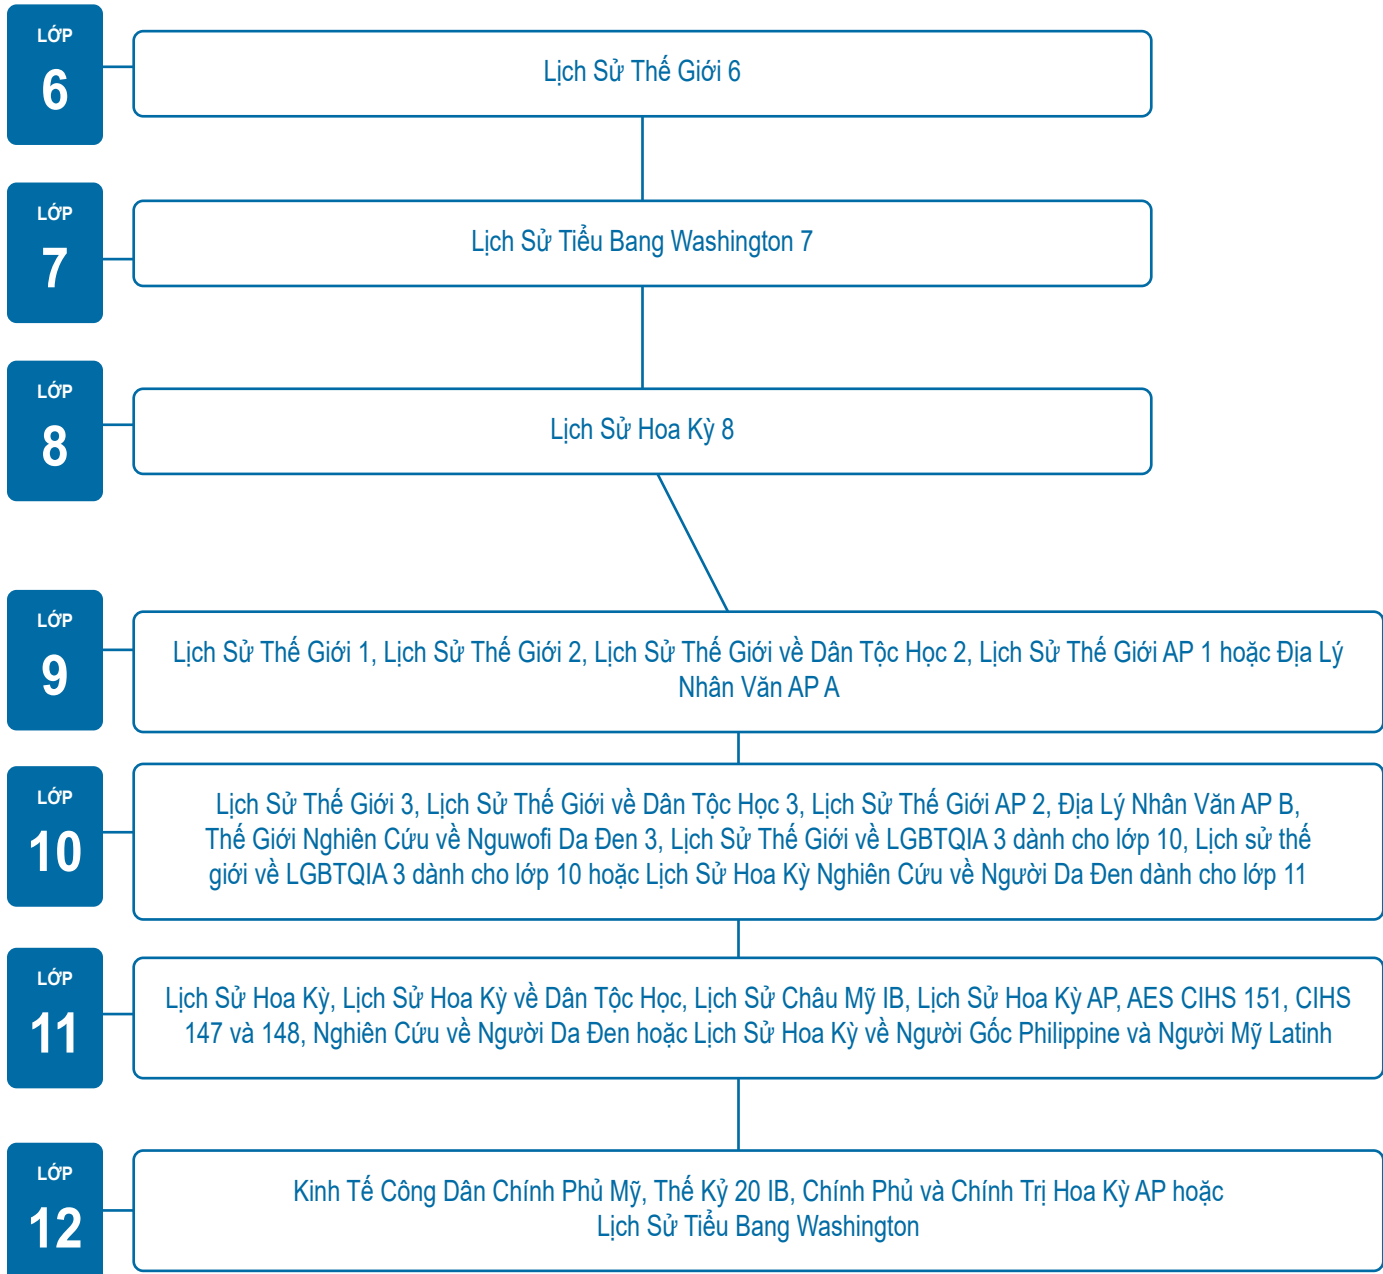 LỚP
6
Lịch Sử Thế Giới 6
LỚP
7
Lịch Sử Tiểu Bang Washington 7
LỚP
8
Lịch Sử Hoa Kỳ 8
LỚP
9
Lịch Sử Thế Giới 1, Lịch Sử Thế Giới 2, Lịch Sử Thế Giới về Dân Tộc Học 2, Lịch Sử Thế Giới AP 1 hoặc Địa Lý
Nhân Văn AP A
LỚP
10
Lịch Sử Thế Giới 3, Lịch Sử Thế Giới về Dân Tộc Học 3, Lịch Sử Thế Giới AP 2, Địa Lý Nhân Văn AP B,
Thế Giới Nghiên Cứu về Nguwofi Da Đen 3, Lịch Sử Thế Giới về LGBTQIA 3 dành cho lớp 10, Lịch sử thế
giới về LGBTQIA 3 dành cho lớp 10 hoặc Lịch Sử Hoa Kỳ Nghiên Cứu về Người Da Đen dành cho lớp 11
LỚP
11
Lịch Sử Hoa Kỳ, Lịch Sử Hoa Kỳ về Dân Tộc Học, Lịch Sử Châu Mỹ IB, Lịch Sử Hoa Kỳ AP, AES CIHS 151, CIHS
147 và 148, Nghiên Cứu về Người Da Đen hoặc Lịch Sử Hoa Kỳ về Người Gốc Philippine và Người Mỹ Latinh
LỚP
12
Kinh Tế Công Dân Chính Phủ Mỹ, Thế Kỷ 20 IB, Chính Phủ và Chính Trị Hoa Kỳ AP hoặc
Lịch Sử Tiểu Bang Washington